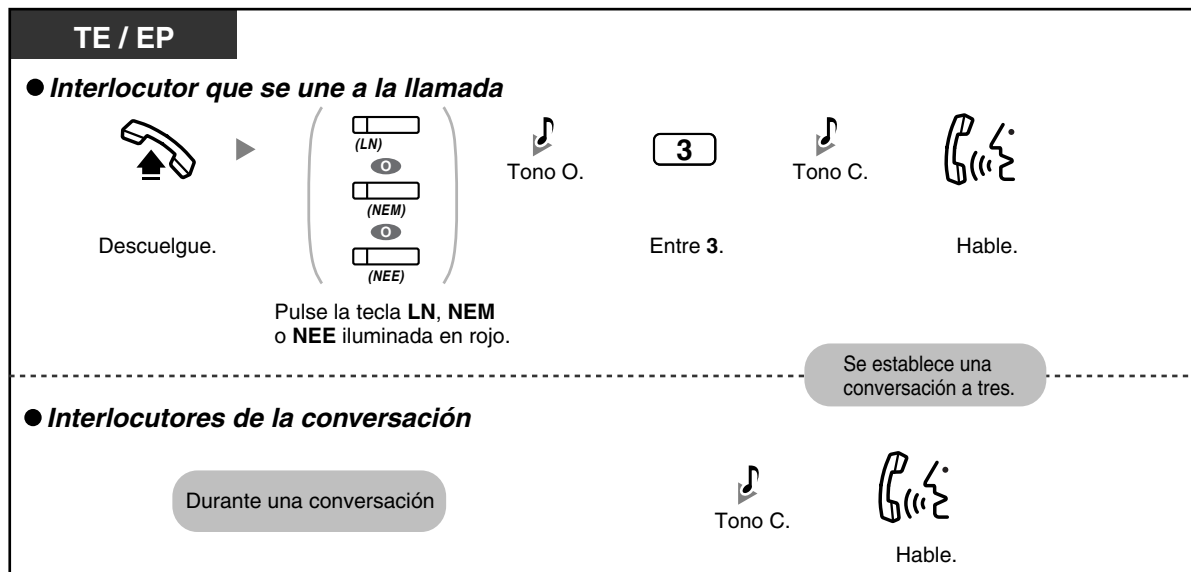 TE / EP
● Interlocutor que se une a la llamada
(LN)
O
(NEM)
O
(NEE)
Tono O.
3
Tono C.
Descuelgue.
Entre 3.
Hable.
Pulse la tecla LN, NEM
o NEE iluminada en rojo.
Se establece una
conversación a tres.
● Interlocutores de la conversación
Durante una conversación
Tono C.
Hable.